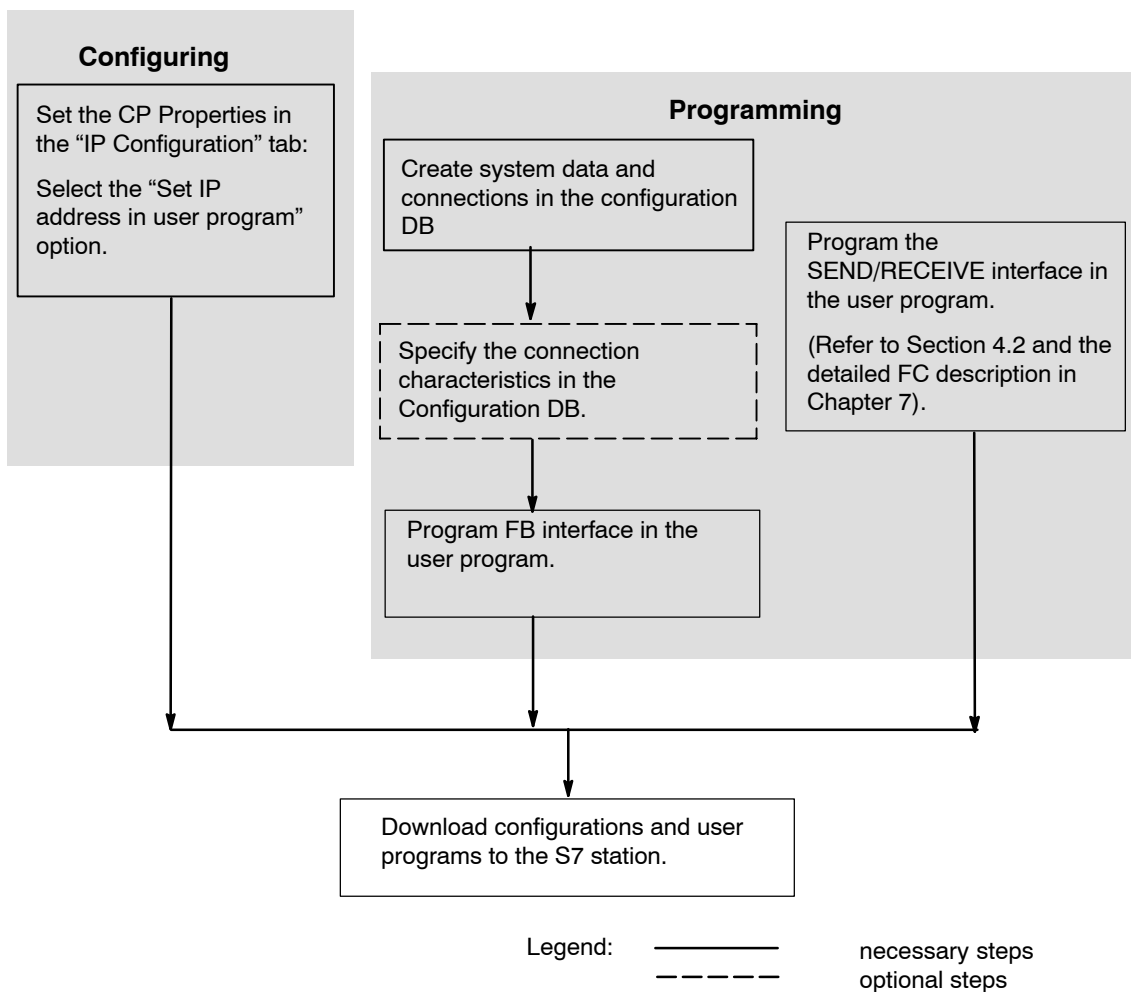 Configuring
Set the CP Properties in
the “IP Configuration” tab:
Select the “Set IP
address in user program”
option.
Programming
Create system data and
connections in the configuration
DB
Specify the connection
characteristics in the
Configuration DB.
Program FB interface in the
user program.
Program the
SEND/RECEIVE interface in
the user program.
(Refer to Section 4.2 and the
detailed FC description in
Chapter 7).
Download configurations and user
programs to the S7 station.
Legend:
necessary steps
optional steps